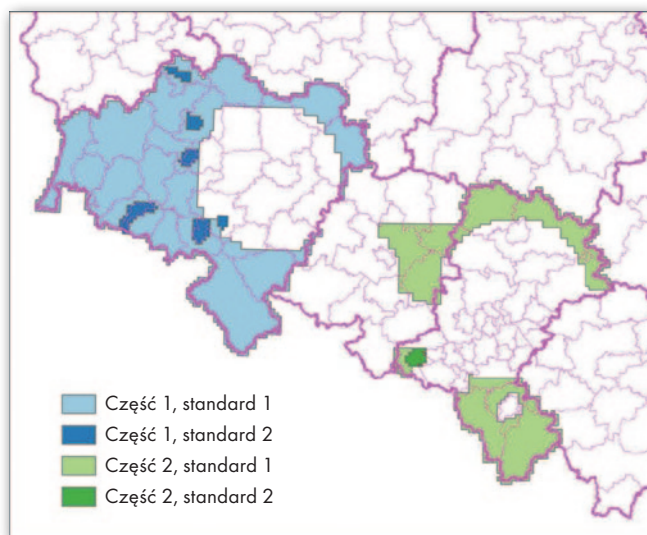 Część 1, standard 1
Część 1, standard 2
Część 2, standard 1
Część 2, standard 2